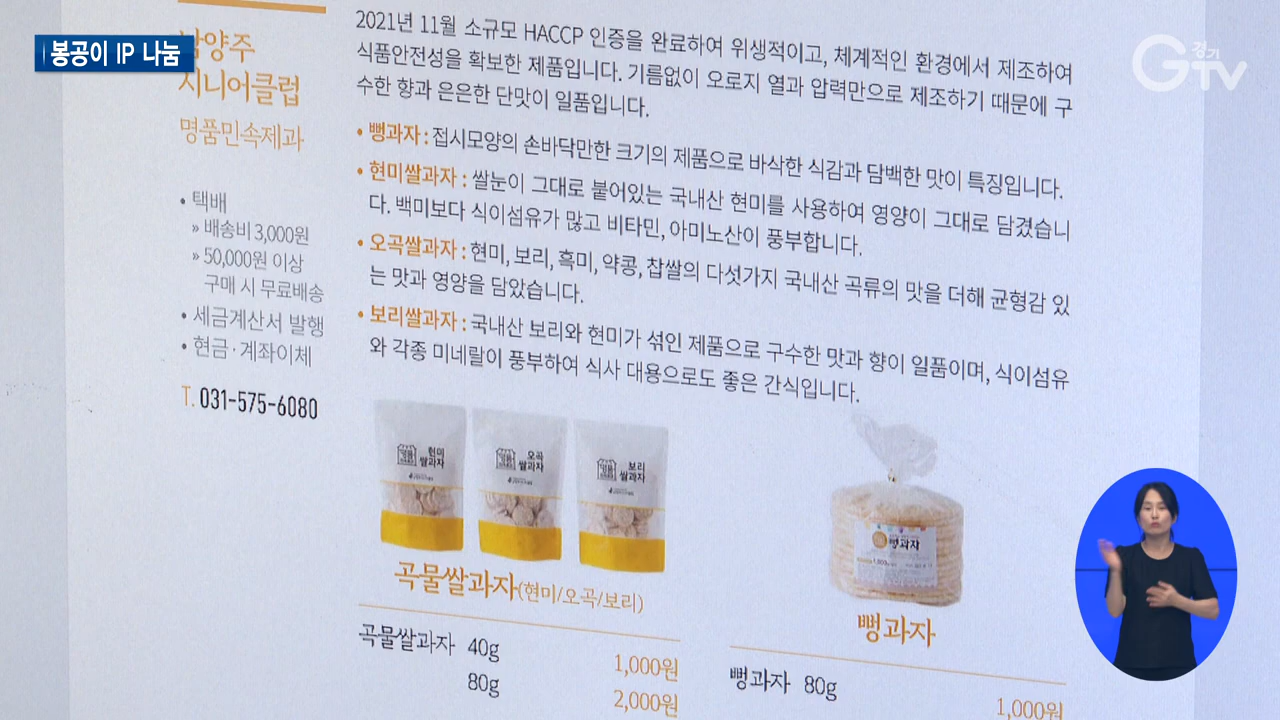 봉공이 IP 나눔
경기
GTV
남양주
시니어클럽
명품민속제과
• 택배
» 배송비 3,000원
» 50,000원 이상
구매 시 무료배송
• 세금계산서 발행
• 현금·계좌이체
T. 031-575-6080
2021년 11월 소규모 HACCP 인증을 완료하여 위생적이고, 체계적인 환경에서 제조하여
식품안전성을 확보한 제품입니다. 기름없이 오로지 열과 압력만으로 제조하기 때문에 구
수한 향과 은은한 단맛이 일품입니다.
• 뻥과자 : 접시모양의 손바닥만한 크기의 제품으로 바삭한 식감과 담백한 맛이 특징입니다.
• 현미쌀과자 : 쌀눈이 그대로 붙어있는 국내산 현미를 사용하여 영양이 그대로 담겼습니
다. 백미보다 식이섬유가 많고 비타민, 아미노산이 풍부합니다.
• 오곡쌀과자 : 현미, 보리, 흑미, 약콩, 찹쌀의 다섯가지 국내산 곡류의 맛을 더해 균형감 있
는 맛과 영양을 담았습니다.
• 보리쌀과자 : 국내산 보리와 현미가 섞인 제품으로 구수한 맛과 향이 일품이며, 식이섬유
와 각종 미네랄이 풍부하여 식사 대용으로도 좋은 간식입니다.
현미
쌀과자
오곡
쌀과자
보리
쌀과자
뻥과자
곡물쌀과자(현미/오곡/보리)
곡물쌀과자 40g 1,000원
80g 2,000원
뻥과자
뻥과자 80g 1,000원